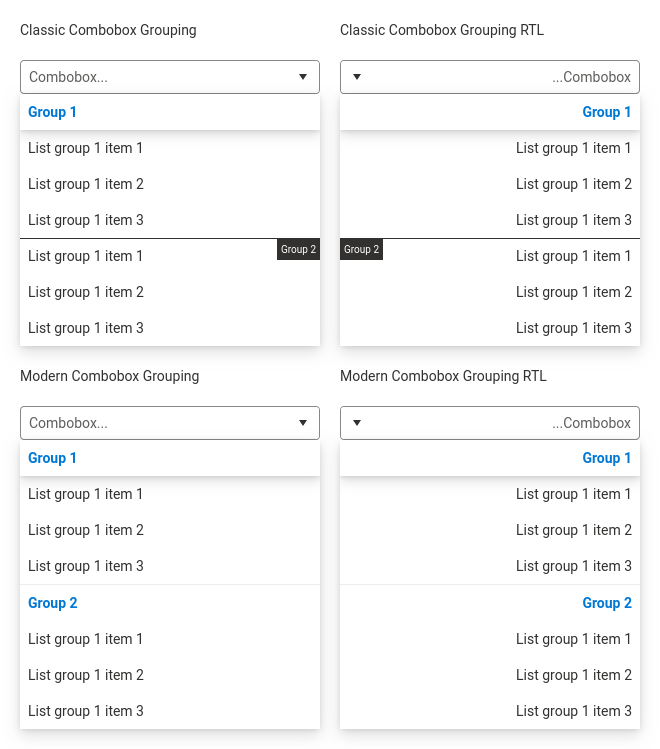 Classic Combobox Grouping
Combobox...
Group 1
List group 1 item 1
List group 1 item 2
List group 1 item 3
Group 2
List group 1 item 1
List group 1 item 2
List group 1 item 3
Classic Combobox Grouping RTL
...Combobox
Group 1
List group 1 item 1
List group 1 item 2
List group 1 item 3
Group 2
List group 1 item 1
List group 1 item 2
List group 1 item 3
Modern Combobox Grouping
Combobox...
Group 1
List group 1 item 1
List group 1 item 2
List group 1 item 3
Group 2
List group 1 item 1
List group 1 item 2
List group 1 item 3
Modern Combobox Grouping RTL
...Combobox
Group 1
List group 1 item 1
List group 1 item 2
List group 1 item 3
Group 2
List group 1 item 1
List group 1 item 2
List group 1 item 3